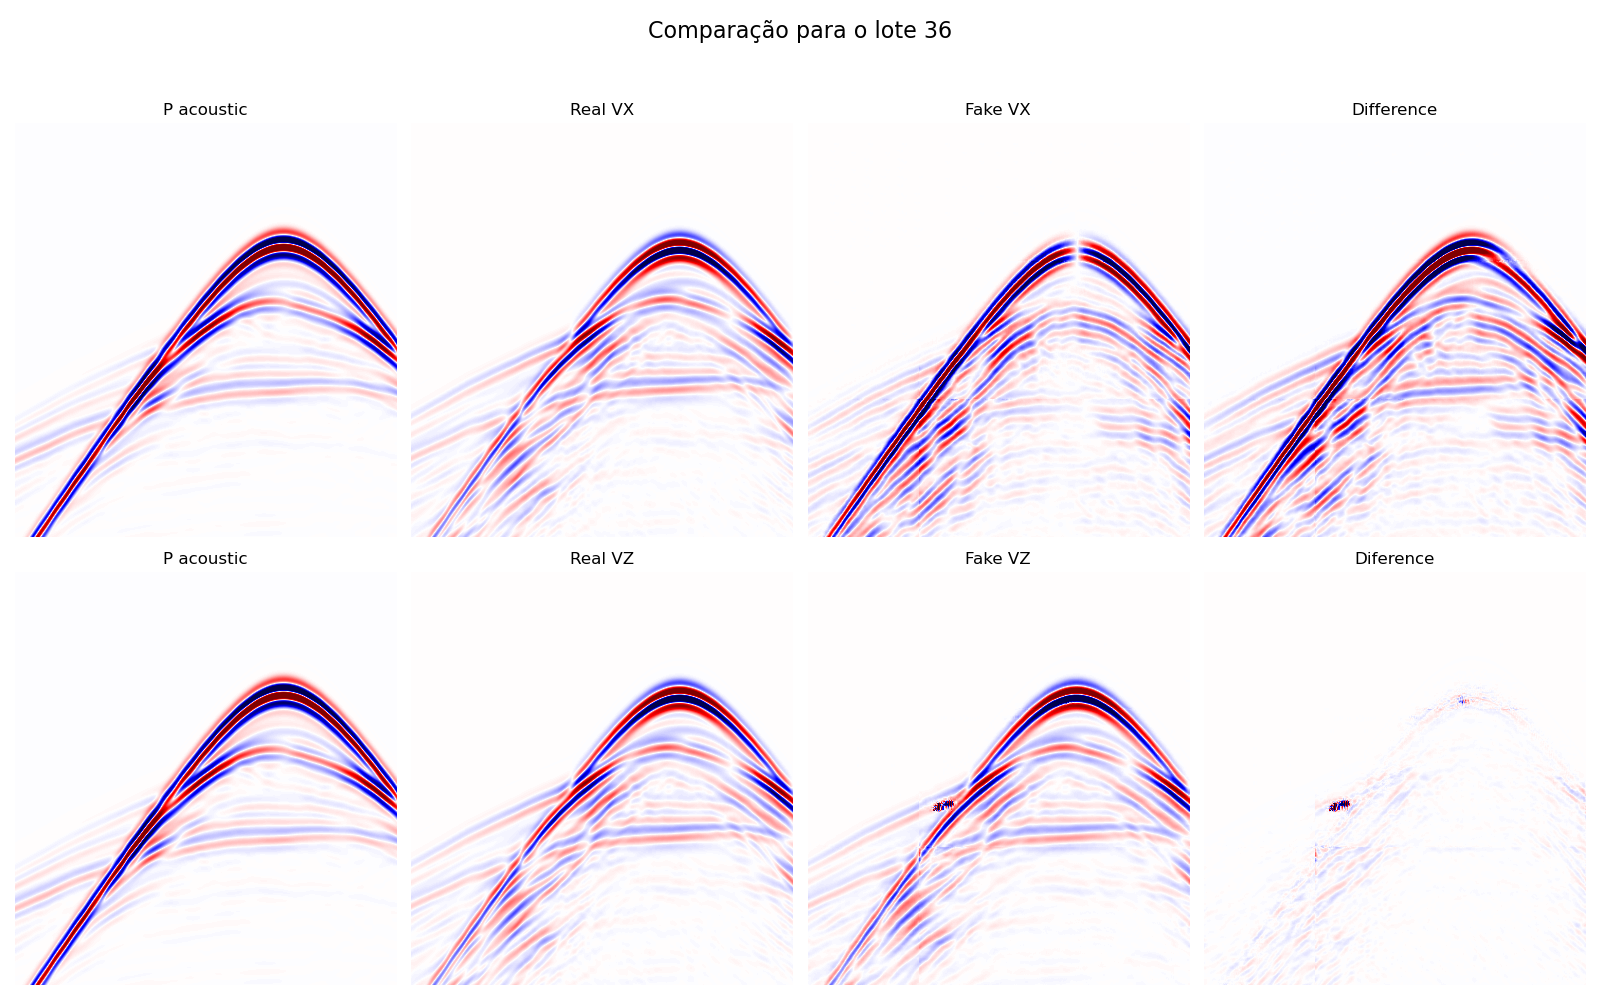 Comparação para o lote 36
P acoustic
Real VX
Fake VX
Difference
P acoustic
Real VZ
Fake VZ
Diference